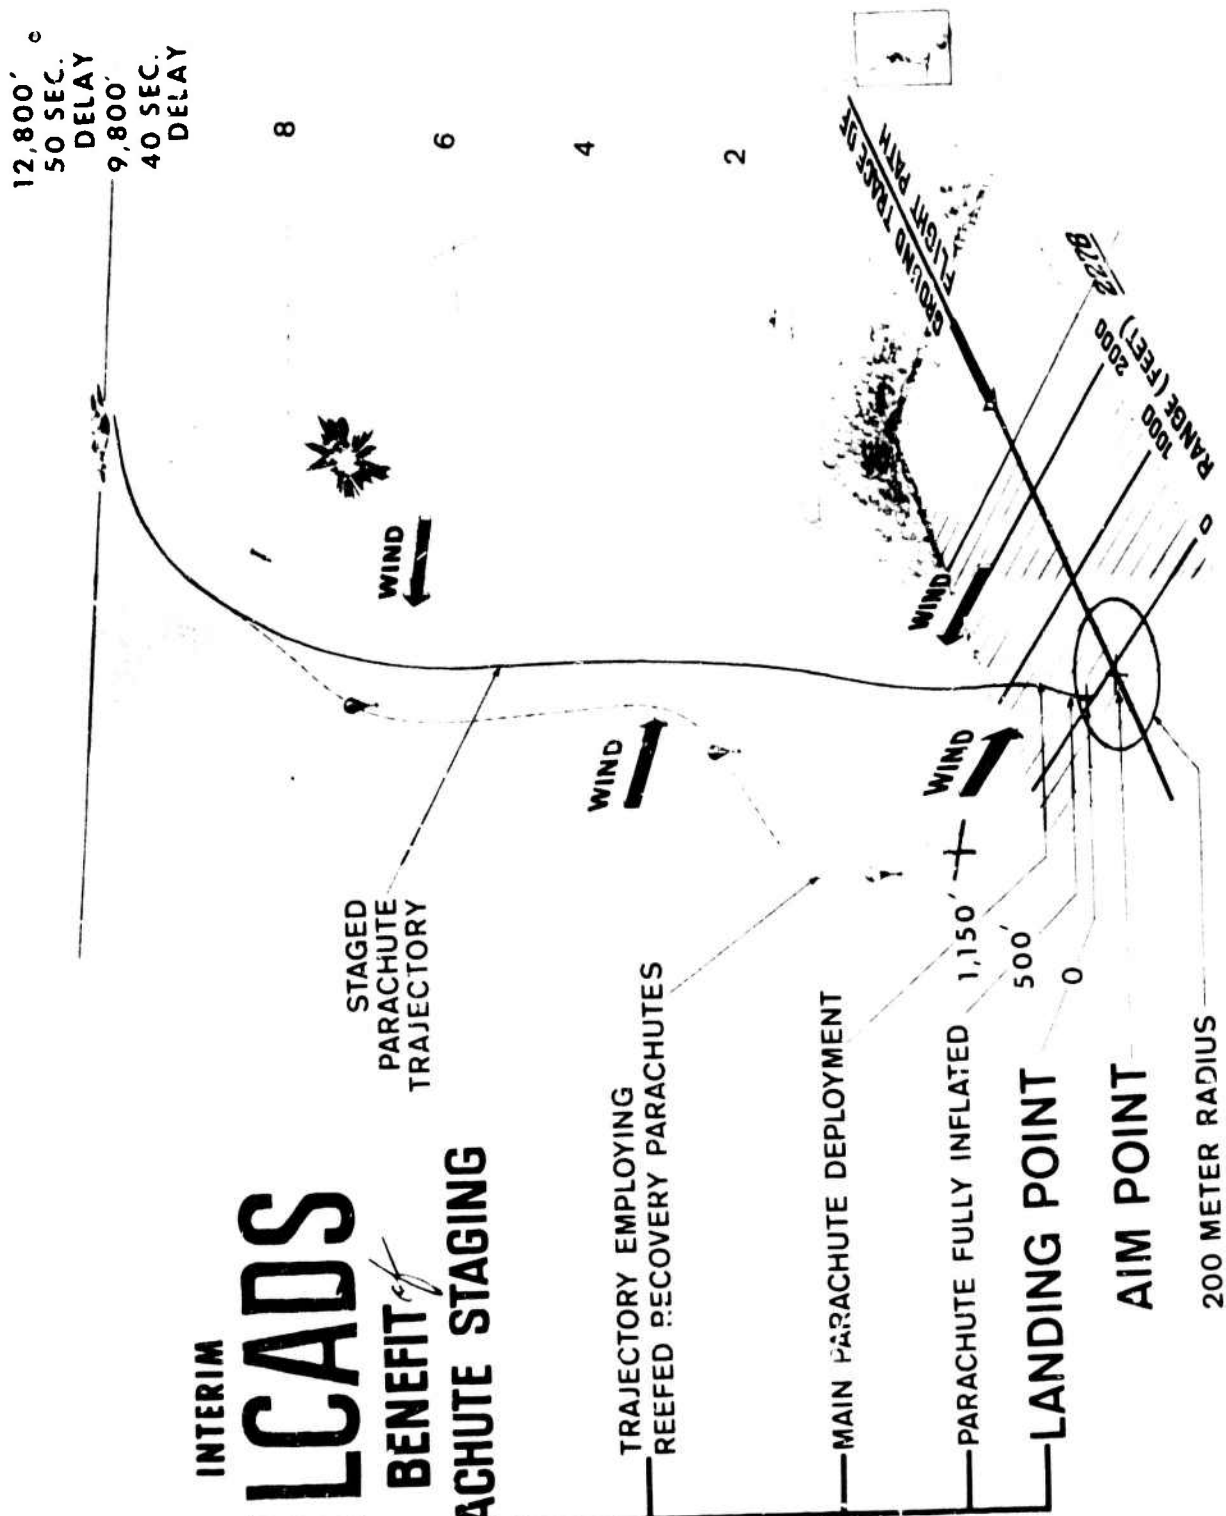 INTERIM
LCADS
BENEFIT
ACHUTE STAGING
12,800'
50 SEC.
DELAY
9,800'
40 SEC.
DELAY
8
6
4
2
STAGED
PARACHUTE
TRAJECTORY
WIND
WIND
WIND
WIND
TRAJECTORY EMPLOYING
REEFED RECOVERY PARACHUTES
MAIN PARACHUTE DEPLOYMENT
1,150'
PARACHUTE FULLY INFLATED
500'
LANDING POINT
0
AIM POINT
200 METER RADIUS
GROUND TRACE OF
FLIGHT PATH
2278
2000
1000
0
RANGE (FEET)